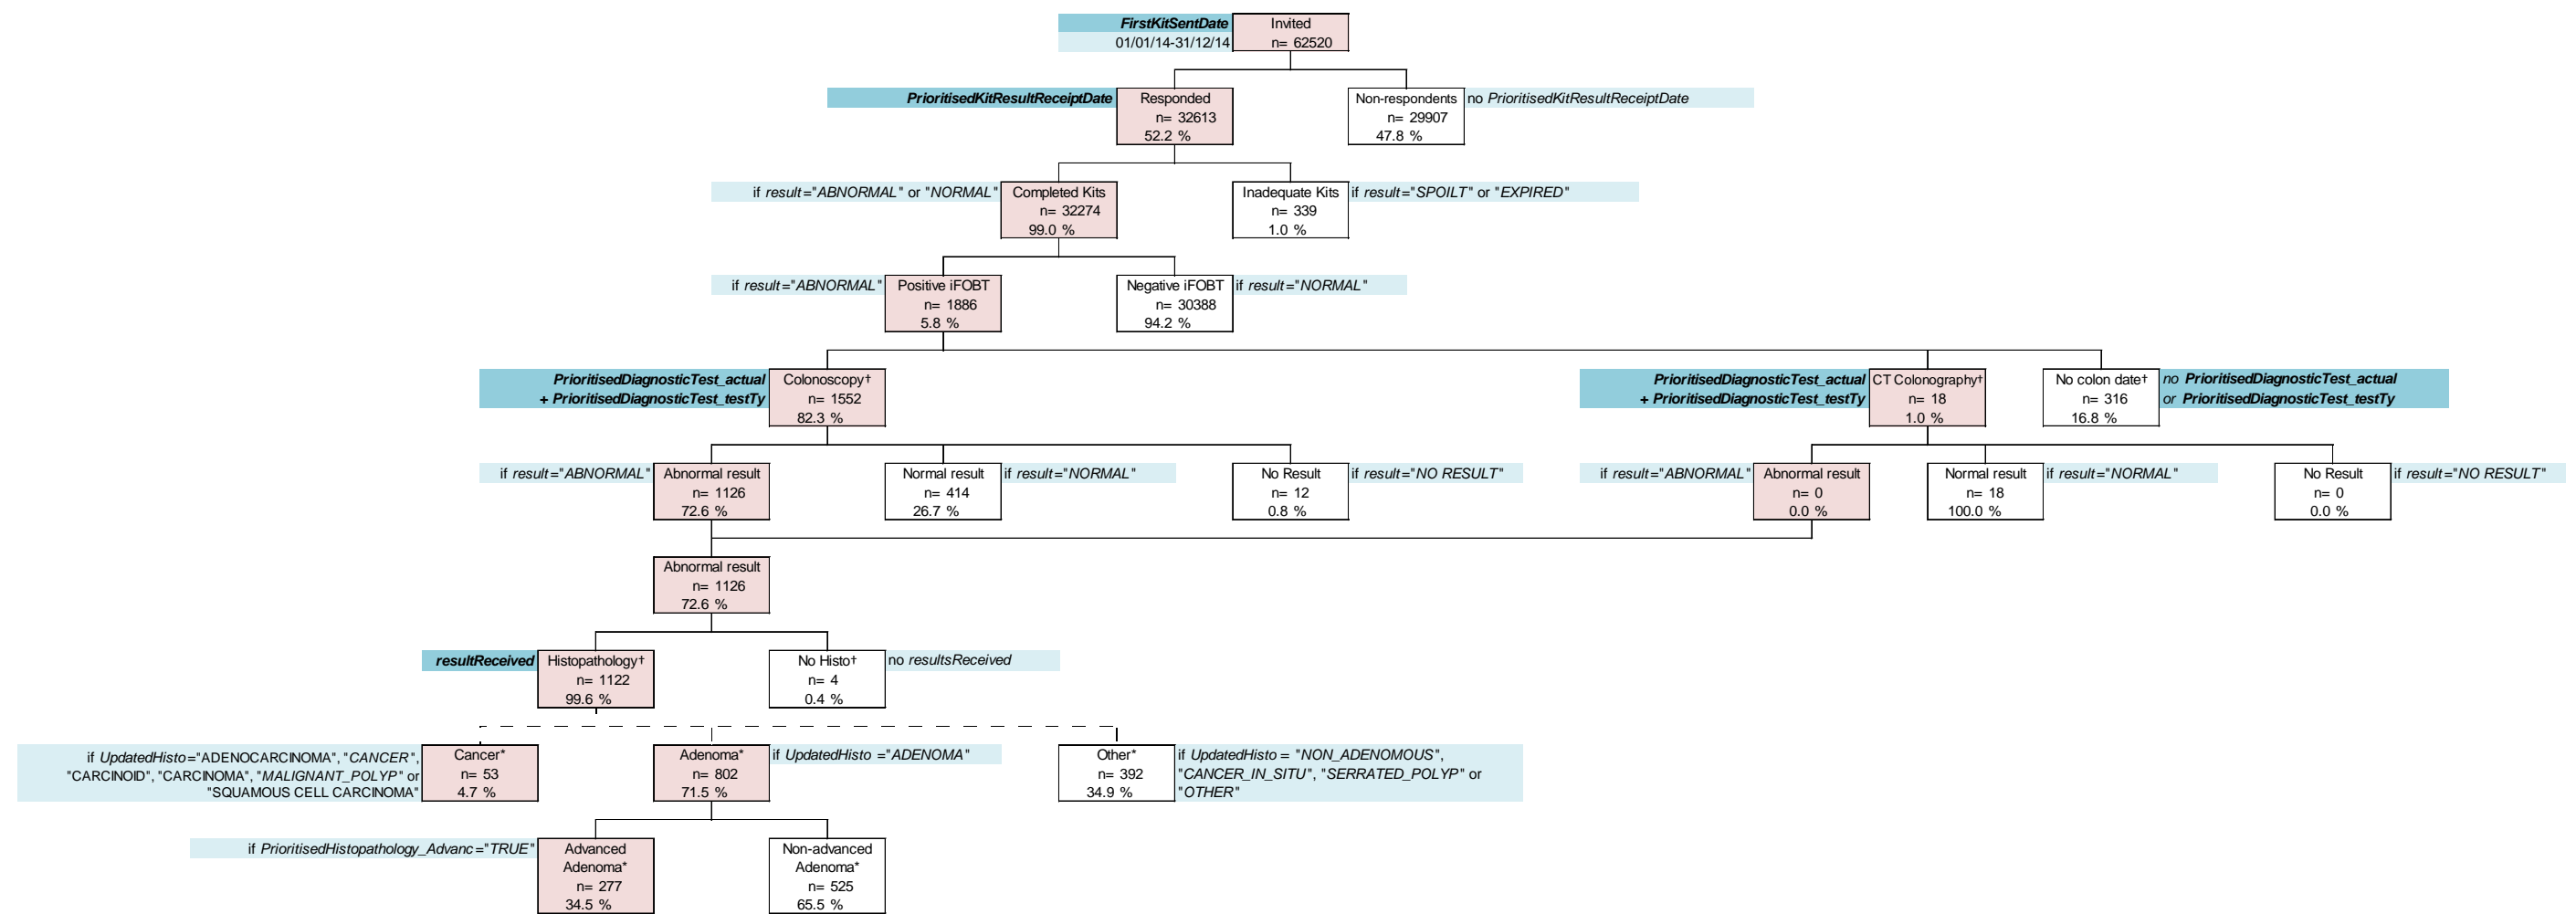 FirstKitSentDate
Invited
01/01/14-31/12/14
n= 62520
PrioritisedKitResultReceiptDate
Responded
n= 32613
52.2 %
Non-respondents
n= 29907
47.8 %
no PrioritisedKitResultReceiptDate
if result="ABNORMAL" or "NORMAL"
Completed Kits
n= 32274
99.0 %
Inadequate Kits
n= 339
1.0 %
if result="SPOILT" or "EXPIRED"
if result="ABNORMAL"
Positive iFOBT
n= 1886
5.8 %
Negative iFOBT
n= 30388
94.2 %
if result="NORMAL"
PrioritisedDiagnosticTest_actual
+ PrioritisedDiagnosticTest_testTy
Colonoscopy†
n= 1552
82.3 %
PrioritisedDiagnosticTest_actual
+ PrioritisedDiagnosticTest_testTy
CT Colonography†
n= 18
1.0 %
No colon date†
n= 316
16.8 %
no PrioritisedDiagnosticTest_actual
or PrioritisedDiagnosticTest_testTy
if result="ABNORMAL"
Abnormal result
n= 1126
72.6 %
Normal result
n= 414
26.7 %
if result="NORMAL"
No Result
n= 12
0.8 %
if result="NO RESULT"
if result="ABNORMAL"
Abnormal result
n= 0
0.0 %
Normal result
n= 18
100.0 %
if result="NORMAL"
No Result
n= 0
0.0 %
if result="NO RESULT"
Abnormal result
n= 1126
72.6 %
resultReceived
Histopathology†
n= 1122
99.6 %
No Histo†
n= 4
0.4 %
no resultsReceived
if UpdatedHisto="ADENOCARCINOMA", "CANCER",
"CARCINOID", "CARCINOMA", "MALIGNANT_POLYP" or
"SQUAMOUS CELL CARCINOMA"
Cancer*
n= 53
4.7 %
Adenoma*
n= 802
71.5 %
if UpdatedHisto ="ADENOMA"
Other*
n= 392
34.9 %
if UpdatedHisto = "NON_ADENOMOUS",
"CANCER_IN_SITU", "SERRATED_POLYP" or
"OTHER"
if PrioritisedHistopathology_Advanc="TRUE"
Advanced
Adenoma*
n= 277
34.5 %
Non-advanced
Adenoma*
n= 525
65.5 %